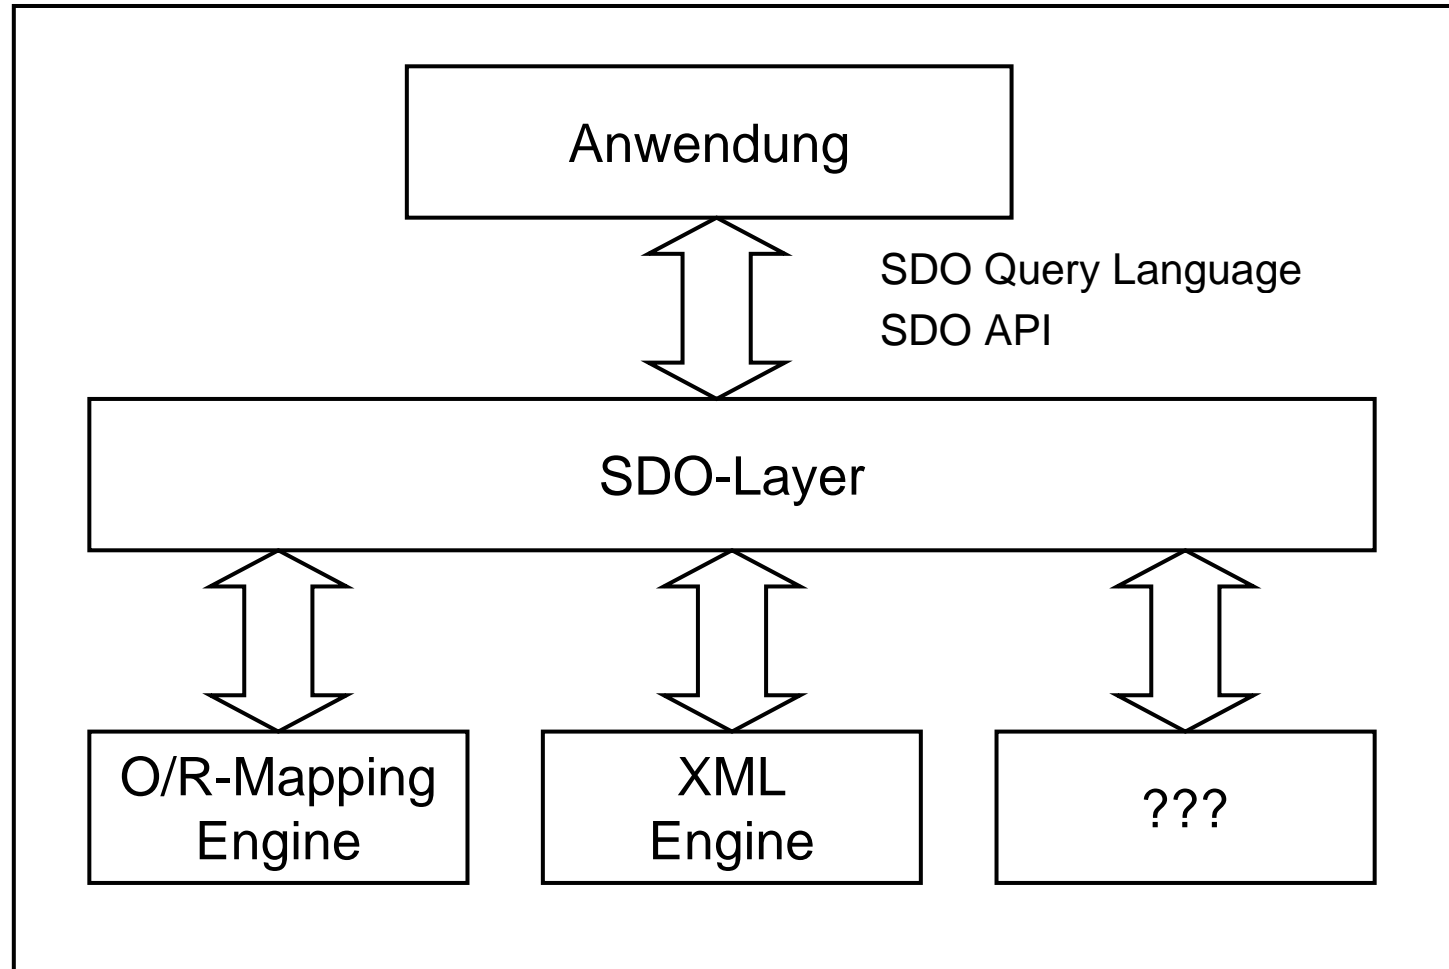 Anwendung
SDO Query Language
SDO API
SDO-Layer
O/R-Mapping
Engine
XML
Engine
???